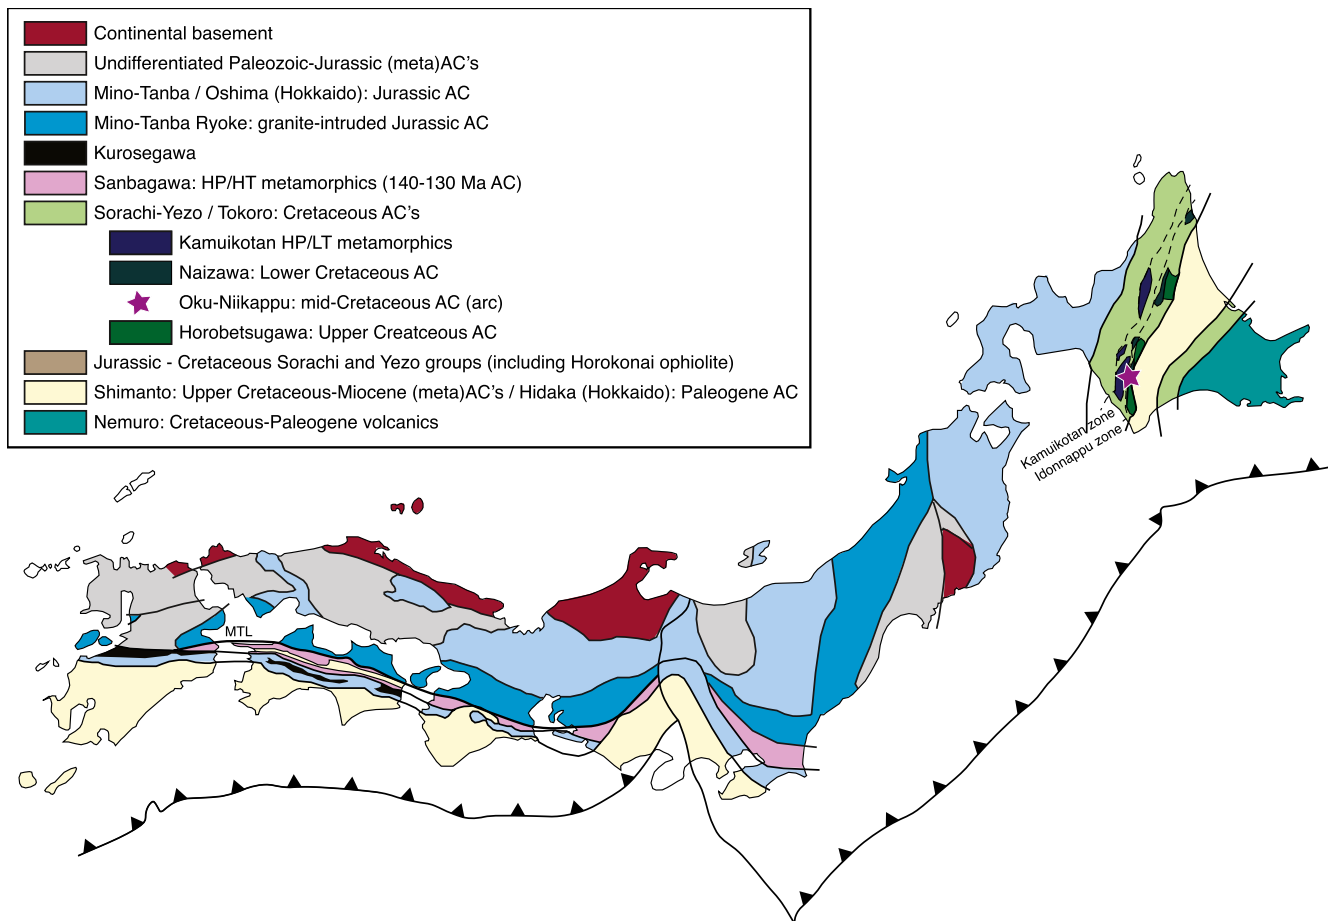 Continental basement
Undifferentiated Paleozoic-Jurassic (meta)AC's
Mino-Tanba / Oshima (Hokkaido): Jurassic AC
Mino-Tanba Ryoke: granite-intruded Jurassic AC
Kurosegawa
Sanbagawa: HP/HT metamorphics (140-130 Ma AC)
Sorachi-Yezo / Tokoro: Cretaceous AC's
Kamuikotan HP/LT metamorphics
Naizawa: Lower Cretaceous AC
Oku-Niikappu: mid-Cretaceous AC (arc)
Horobetsugawa: Upper Creatceous AC
Jurassic - Cretaceous Sorachi and Yezo groups (including Horokonai ophiolite)
Shimanto: Upper Cretaceous-Miocene (meta)AC's / Hidaka (Hokkaido): Paleogene AC
Nemuro: Cretaceous-Paleogene volcanics
Kamuikotan zone
Idonnappu zone
MTL